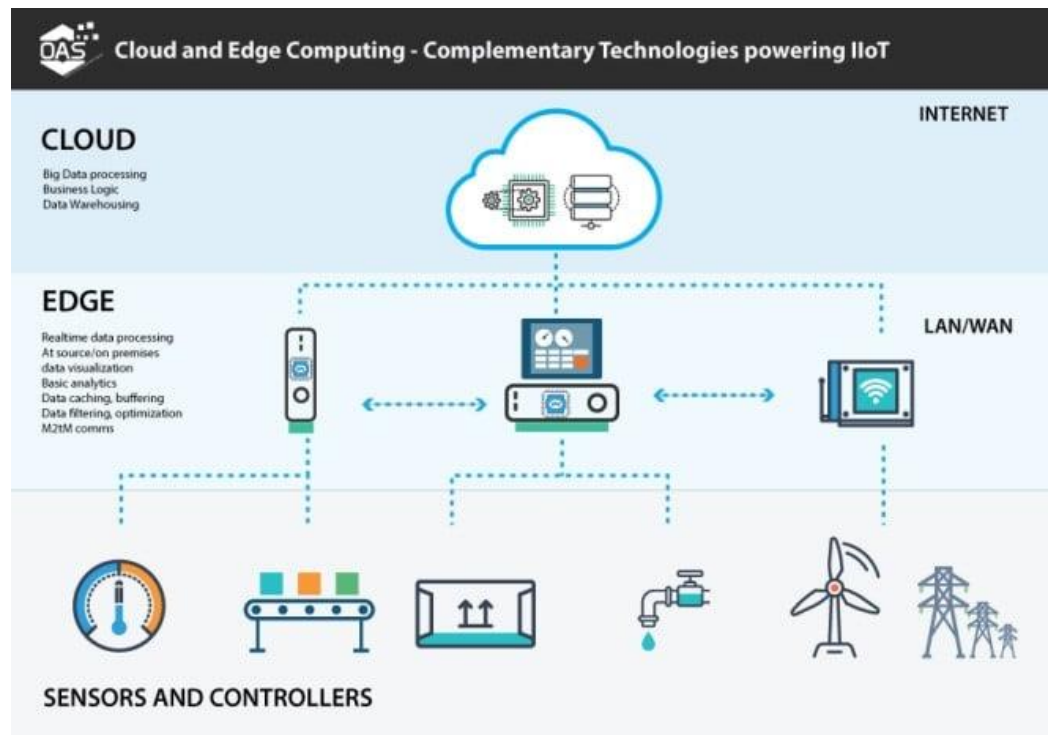 OAS
Cloud and Edge Computing - Complementary Technologies powering IIoT
INTERNET
CLOUD
Big Data processing
Business Logic
Data Warehousing
EDGE
LAN/WAN
Realtime data processing
At source/on premises
data visualization
Basic analytics
Data caching, buffering
Data filtering, optimization
M2tM comms
SENSORS AND CONTROLLERS